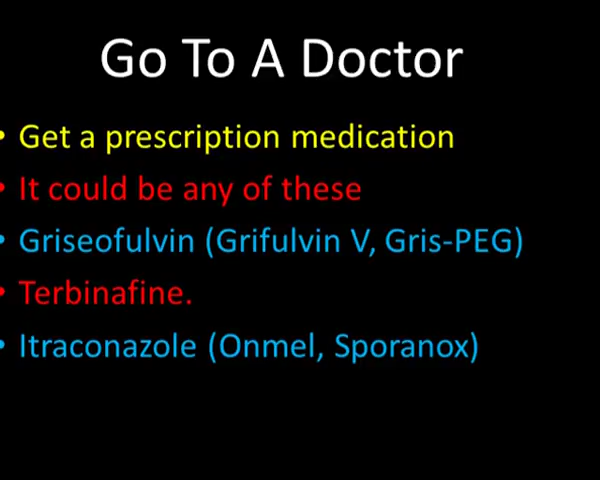 Go To A Doctor
• Get a prescription medication
• It could be any of these
• Griseofulvin (Grifulvin V, Gris-PEG)
• Terbinafine.
• Itraconazole (Onmel, Sporanox)